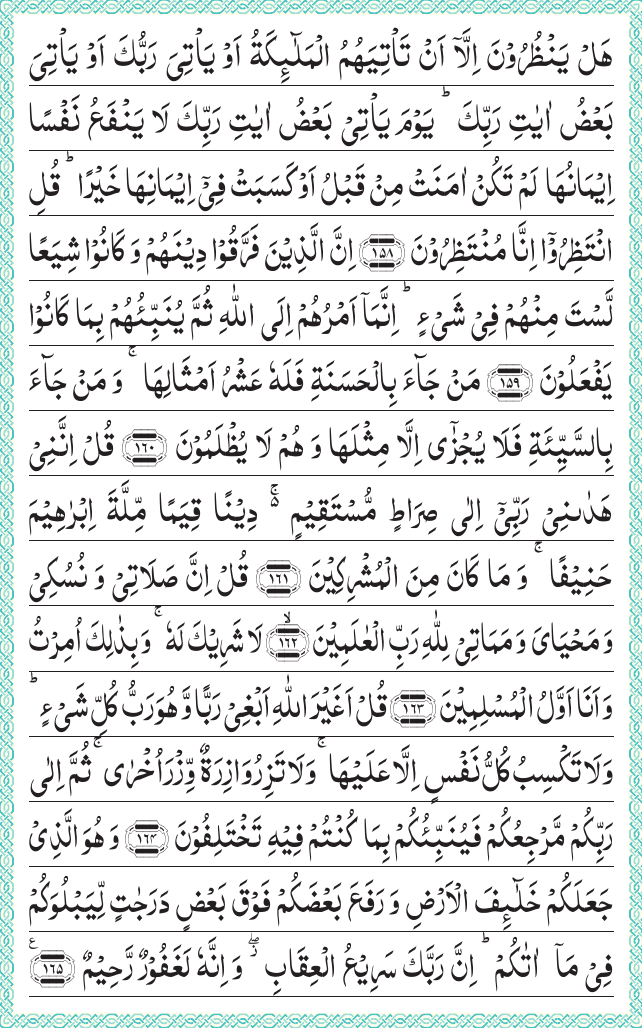 هَلْ يَنْظُرُوْنَ اِلَّاۤ اَنْ تَاْتِيَهُمُ الْمَلٰٓئِكَةُ اَوْ يَاْتِىَ رَبُّكَ اَوْ يَاْتِىَ
بَعْضُ اٰيٰتِ رَبِّكَ ؕ يَوْمَ يَاْتِىْ بَعْضُ اٰيٰتِ رَبِّكَ لَا يَنْفَعُ نَفْسًا
اِيْمَانُهَا لَمْ تَكُنْ اٰمَنَتْ مِنْ قَبْلُ اَوْ كَسَبَتْ فِىْۤ اِيْمَانِهَا خَيْرًا ؕ قُلِ
انْتَظِرُوْۤا اِنَّا مُنْتَظِرُوْنَ ﴿۱۵۸﴾ اِنَّ الَّذِيْنَ فَرَّقُوْا دِيْنَهُمْ وَ كَانُوْا شِيَعًا
لَّسْتَ مِنْهُمْ فِىْ شَىْءٍ ؕ اِنَّمَاۤ اَمْرُهُمْ اِلَى اللّٰهِ ثُمَّ يُنَبِّئُهُمْ بِمَا كَانُوْا
يَفْعَلُوْنَ ﴿۱۵۹﴾ مَنْ جَآءَ بِالْحَسَنَةِ فَلَهٗ عَشْرُ اَمْثَالِهَا ۚ وَ مَنْ جَآءَ
بِالسَّيِّئَةِ فَلَا يُجْزٰٓى اِلَّا مِثْلَهَا وَ هُمْ لَا يُظْلَمُوْنَ ﴿۱۶۰﴾ قُلْ اِنَّنِىْ
هَدٰٮنِىْ رَبِّىْۤ اِلٰى صِرَاطٍ مُّسْتَقِيْمٍ ۬ۚ دِيْنًا قِيَمًا مِّلَّةَ اِبْرٰهِيْمَ
حَنِيْفًا ۚ وَ مَا كَانَ مِنَ الْمُشْرِكِيْنَ ﴿۱۶۱﴾ قُلْ اِنَّ صَلَاتِىْ وَ نُسُكِىْ
وَ مَحْيَاىَ وَ مَمَاتِىْ لِلّٰهِ رَبِّ الْعٰلَمِيْنَ ﴿۱۶۲﴾ۙ لَا شَرِيْكَ لَهٗ ۚ وَ بِذٰلِكَ اُمِرْتُ
وَ اَنَا اَوَّلُ الْمُسْلِمِيْنَ ﴿۱۶۳﴾ قُلْ اَغَيْرَ اللّٰهِ اَبْغِىْ رَبًّا وَّ هُوَ رَبُّ كُلِّ شَىْءٍ ؕ
وَ لَا تَكْسِبُ كُلُّ نَفْسٍ اِلَّا عَلَيْهَا ۚ وَ لَا تَزِرُ وَازِرَةٌ وِّزْرَ اُخْرٰى ۚ ثُمَّ اِلٰى
رَبِّكُمْ مَّرْجِعُكُمْ فَيُنَبِّئُكُمْ بِمَا كُنْتُمْ فِيْهِ تَخْتَلِفُوْنَ ﴿۱۶۴﴾ وَ هُوَ الَّذِىْ
جَعَلَكُمْ خَلٰٓئِفَ الْاَرْضِ وَ رَفَعَ بَعْضَكُمْ فَوْقَ بَعْضٍ دَرَجٰتٍ لِّيَبْلُوَكُمْ
فِىْ مَاۤ اٰتٰٮكُمْ ؕ اِنَّ رَبَّكَ سَرِيْعُ الْعِقَابِ ۖ وَ اِنَّهٗ لَغَفُوْرٌ رَّحِيْمٌ ﴿۱۶۵﴾ ع